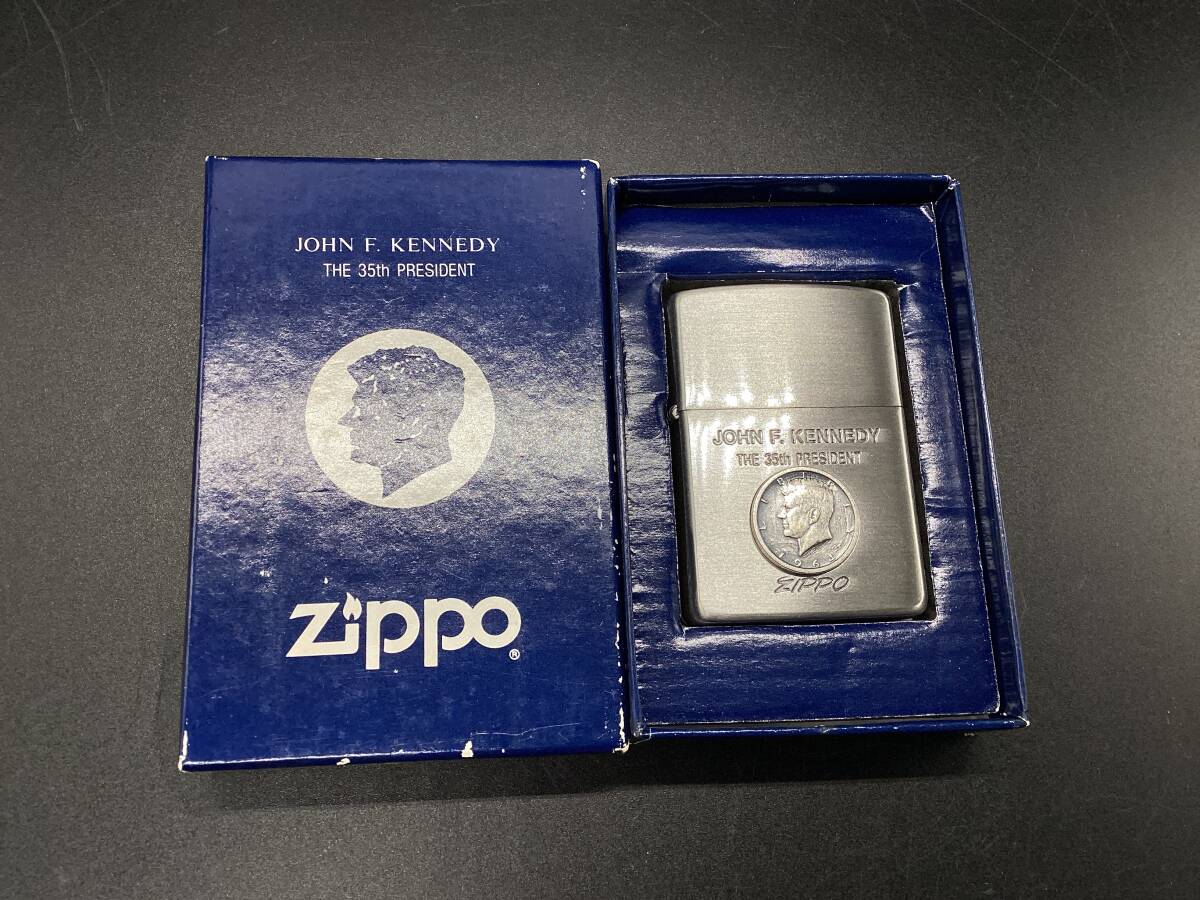 JOHN F. KENNEDY
THE 35th PRESIDENT
zippo®
JOHN F. KENNEDY
THE 35th PRESIDENT
ZIPPO